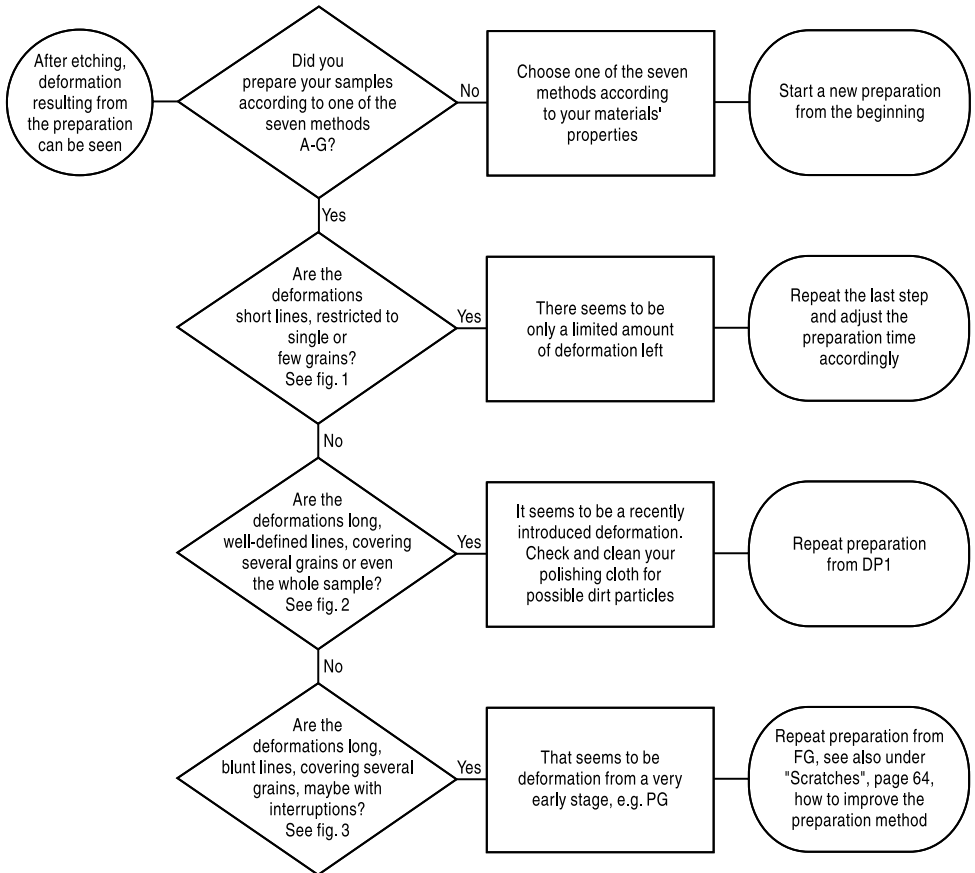 After etching,
deformation
resulting from
the preparation
can be seen
Did you
prepare your samples
according to one of the
seven methods
A-G?
No
Choose one of the seven
methods according
to your materials'
properties
Start a new preparation
from the beginning
Yes
Are the
deformations
short lines, restricted to
single or
few grains?
See fig. 1
Yes
There seems to be
only a limited amount
of deformation left
Repeat the last step
and adjust the
preparation time
accordingly
No
Are the
deformations long,
well-defined lines, covering
several grains or even
the whole sample?
See fig. 2
Yes
It seems to be a recently
introduced deformation.
Check and clean your
polishing cloth for
possible dirt particles
Repeat preparation
from DP1
No
Are the
deformations long,
blunt lines, covering several
grains, maybe with
interruptions?
See fig. 3
Yes
That seems to be
deformation from a very
early stage, e.g. PG
Repeat preparation from
FG, see also under
"Scratches", page 64,
how to improve the
preparation method